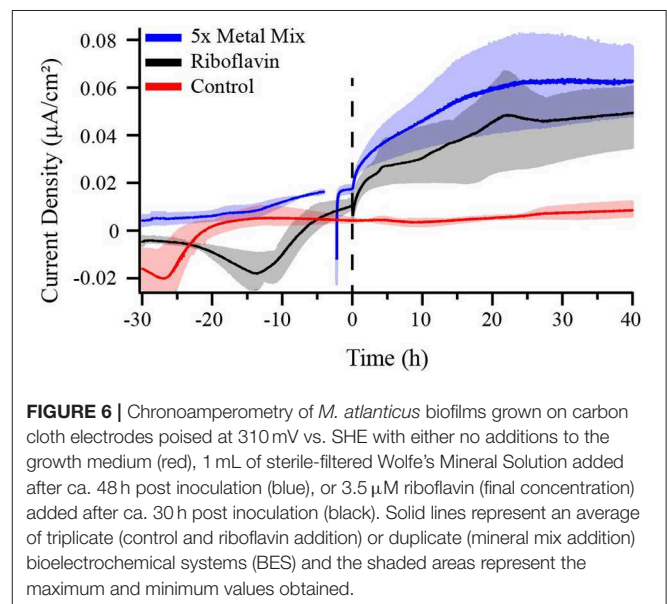 0.08
0.06
0.04
0.02
0
-0.02
Current Density (μA/cm²)
5x Metal Mix
Riboflavin
Control
-30
-20
-10
0
10
20
30
40
Time (h)
FIGURE 6 | Chronoamperometry of M. atlanticus biofilms grown on carbon
cloth electrodes poised at 310 mV vs. SHE with either no additions to the
growth medium (red), 1 mL of sterile-filtered Wolfe's Mineral Solution added
after ca. 48 h post inoculation (blue), or 3.5 μM riboflavin (final concentration)
added after ca. 30 h post inoculation (black). Solid lines represent an average
of triplicate (control and riboflavin addition) or duplicate (mineral mix addition)
bioelectrochemical systems (BES) and the shaded areas represent the
maximum and minimum values obtained.